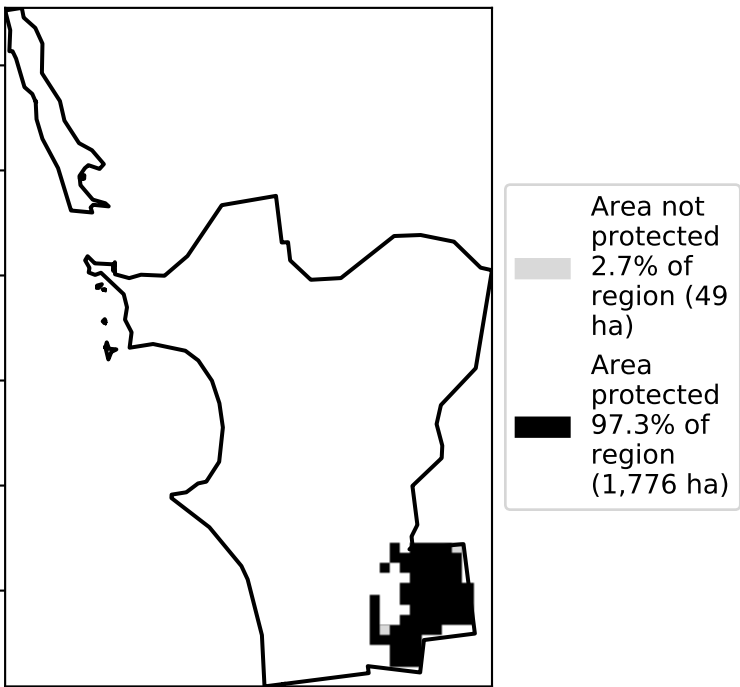 Area not
protected
2.7% of
region (49
ha)
Area
protected
97.3% of
region
(1,776 ha)